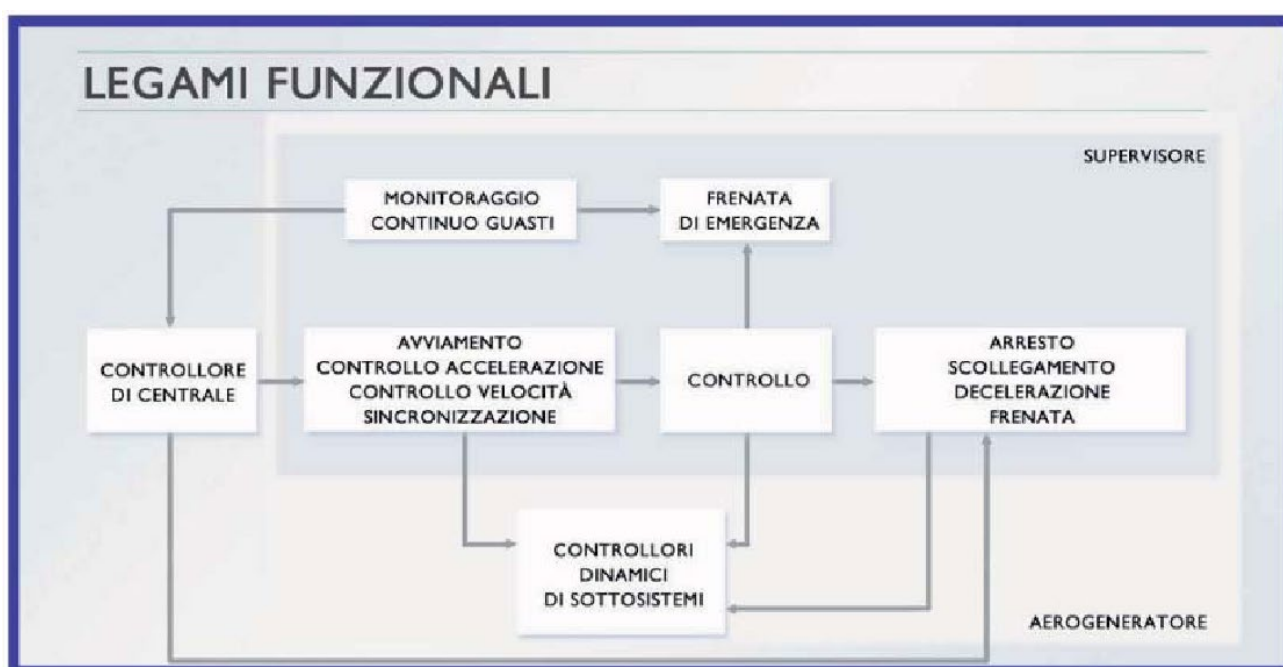 LEGAMI FUNZIONALI
SUPERVISORE
MONITORAGGIO
CONTINUO GUASTI
FRENATA
DI EMERGENZA
CONTROLLORE
DI CENTRALE
AVVIAMENTO
CONTROLLO ACCELERAZIONE
CONTROLLO VELOCITÀ
SINCRONIZZAZIONE
CONTROLLO
ARRESTO
SCOLLEGAMENTO
DECELERAZIONE
FRENATA
CONTROLLORI
DINAMICI
DI SOTTOSISTEMI
AEROGENERATORE